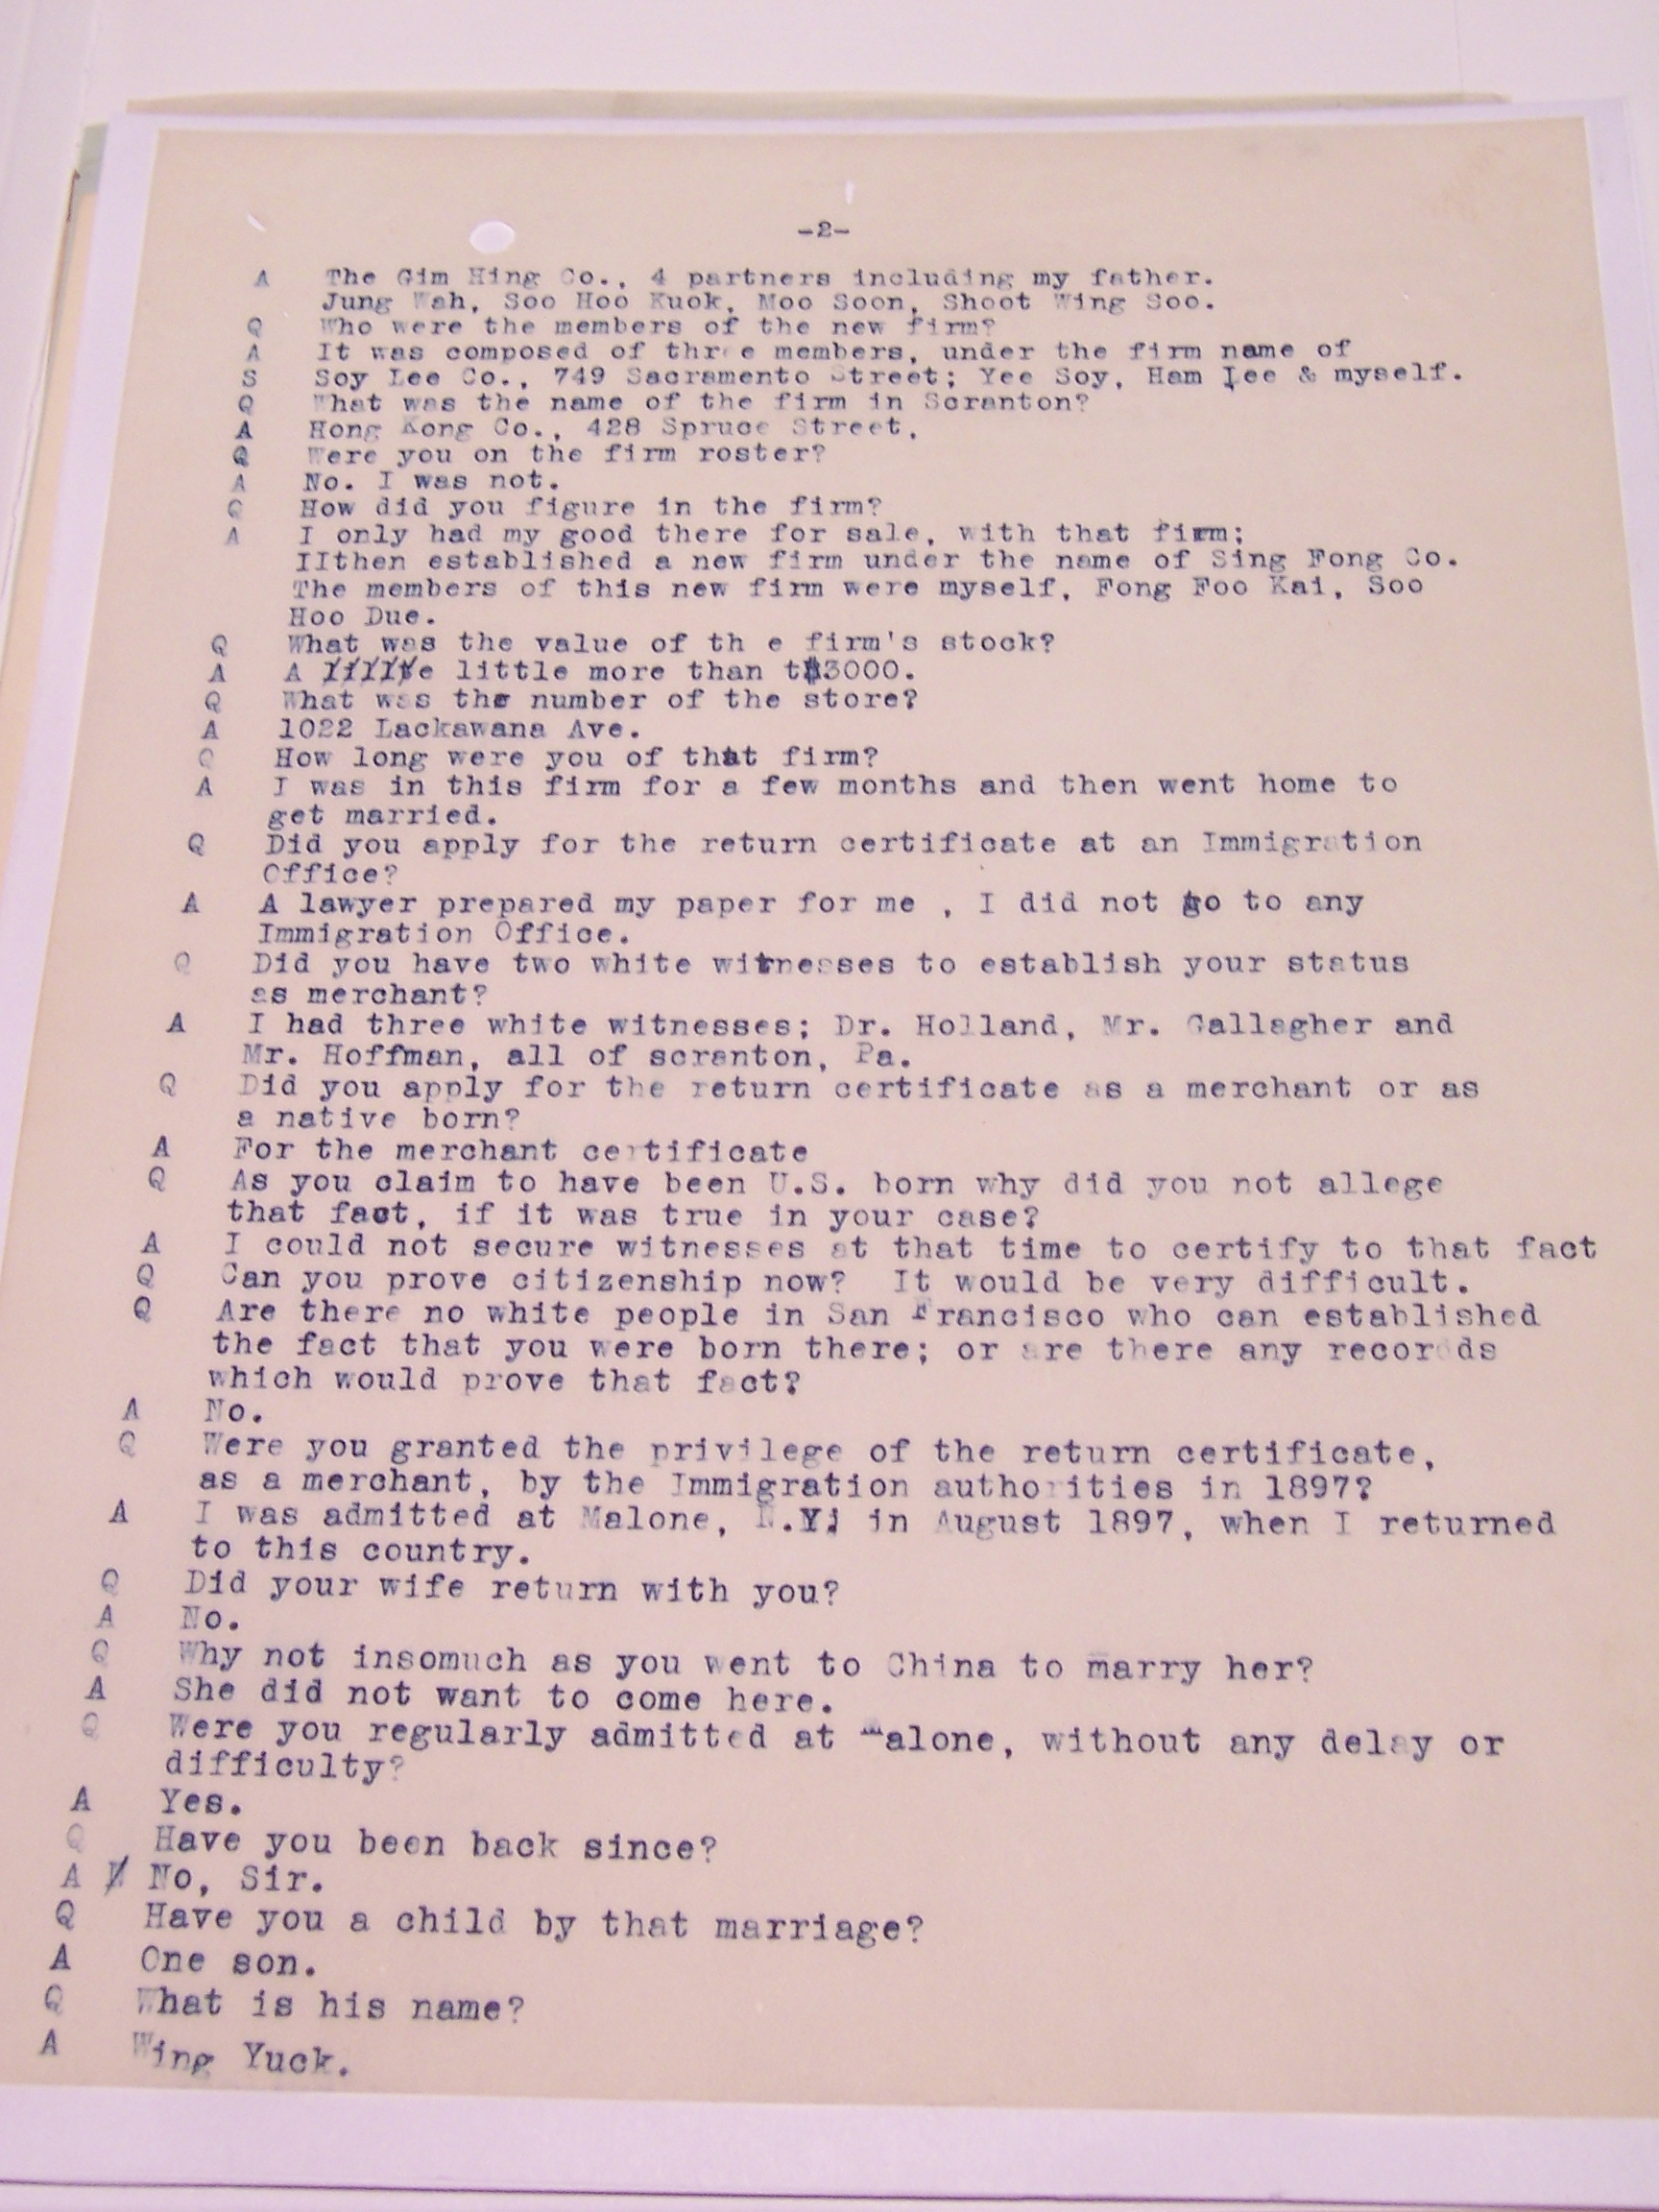 -2-
A The Gim Hing Co., 4 partners including my father.
Jung Wah, Soo Hoo Kuok, Moo Soon, Shoot Wing Soo.
Q Who were the members of the new firm?
A It was composed of three members, under the firm name of
S Soy Lee Co., 749 Sacramento Street; Yee Soy, Ham Lee & myself.
Q What was the name of the firm in Scranton?
A Hong Kong Co., 428 Spruce Street,
Q Were you on the firm roster?
A No. I was not.
Q How did you figure in the firm?
A I only had my good there for sale, with that firm;
IIthen established a new firm under the name of Sing Fong Co.
The members of this new firm were myself, Fong Foo Kai, Soo
Hoo Due.
Q What was the value of th e firm's stock?
A A little more than $3000.
Q What was the number of the store?
A 1022 Lackawana Ave.
Q How long were you of that firm?
A I was in this firm for a few months and then went home to
get married.
Q Did you apply for the return certificate at an Immigration
Office?
A A lawyer prepared my paper for me , I did not go to any
Immigration Office.
Q Did you have two white witnesses to establish your status
as merchant?
A I had three white witnesses; Dr. Holland, Mr. Gallagher and
Mr. Hoffman, all of scranton, Pa.
Q Did you apply for the return certificate as a merchant or as
a native born?
A For the merchant certificate
Q As you claim to have been U.S. born why did you not allege
that fact, if it was true in your case?
A I could not secure witnesses at that time to certify to that fact
Q Can you prove citizenship now? It would be very difficult.
Q Are there no white people in San Francisco who can established
the fact that you were born there; or are there any recordds
which would prove that fact?
A No.
Q Were you granted the privilege of the return certificate,
as a merchant, by the Immigration authorities in 1897?
A I was admitted at Malone, N.Y; in August 1897, when I returned
to this country.
Q Did your wife return with you?
A No.
Q Why not insomuch as you went to China to marry her?
A She did not want to come here.
Q Were you regularly admitted at malone, without any delay or
difficulty?
A Yes.
Q Have you been back since?
A No, Sir.
Q Have you a child by that marriage?
A One son.
Q What is his name?
A Wing Yuck.